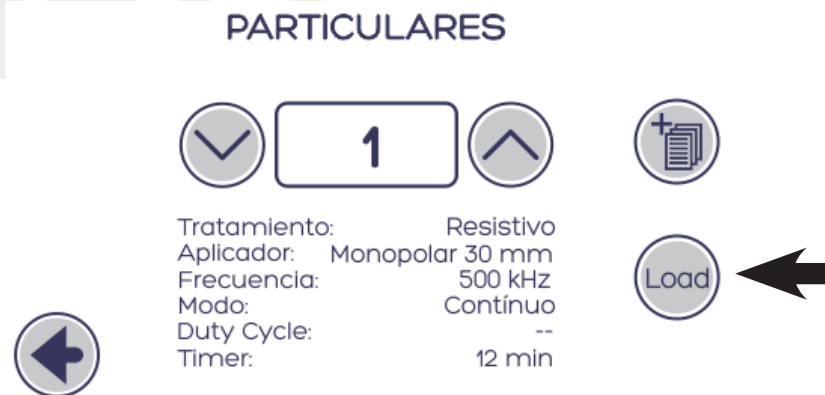 PARTICULARES
1
Tratamiento: Resistivo
Aplicador: Monopolar 30 mm
Frecuencia: 500 kHz
Load
Modo: Contínuo
Duty Cycle: --
Timer: 12 min